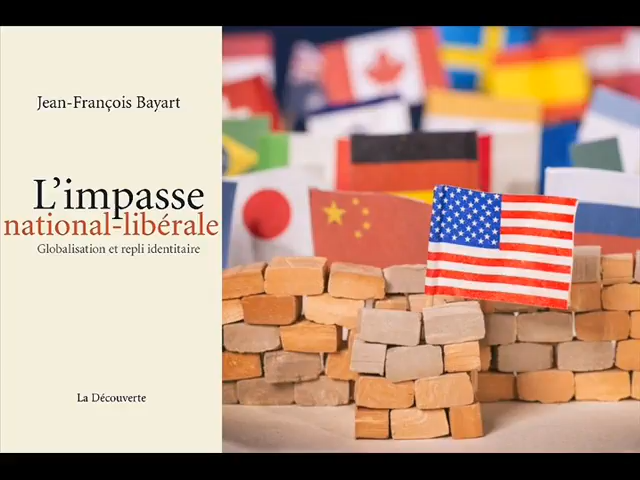 Jean-François Bayart
L'impasse
national-libérale
Globalisation et repli identitaire
La Découverte